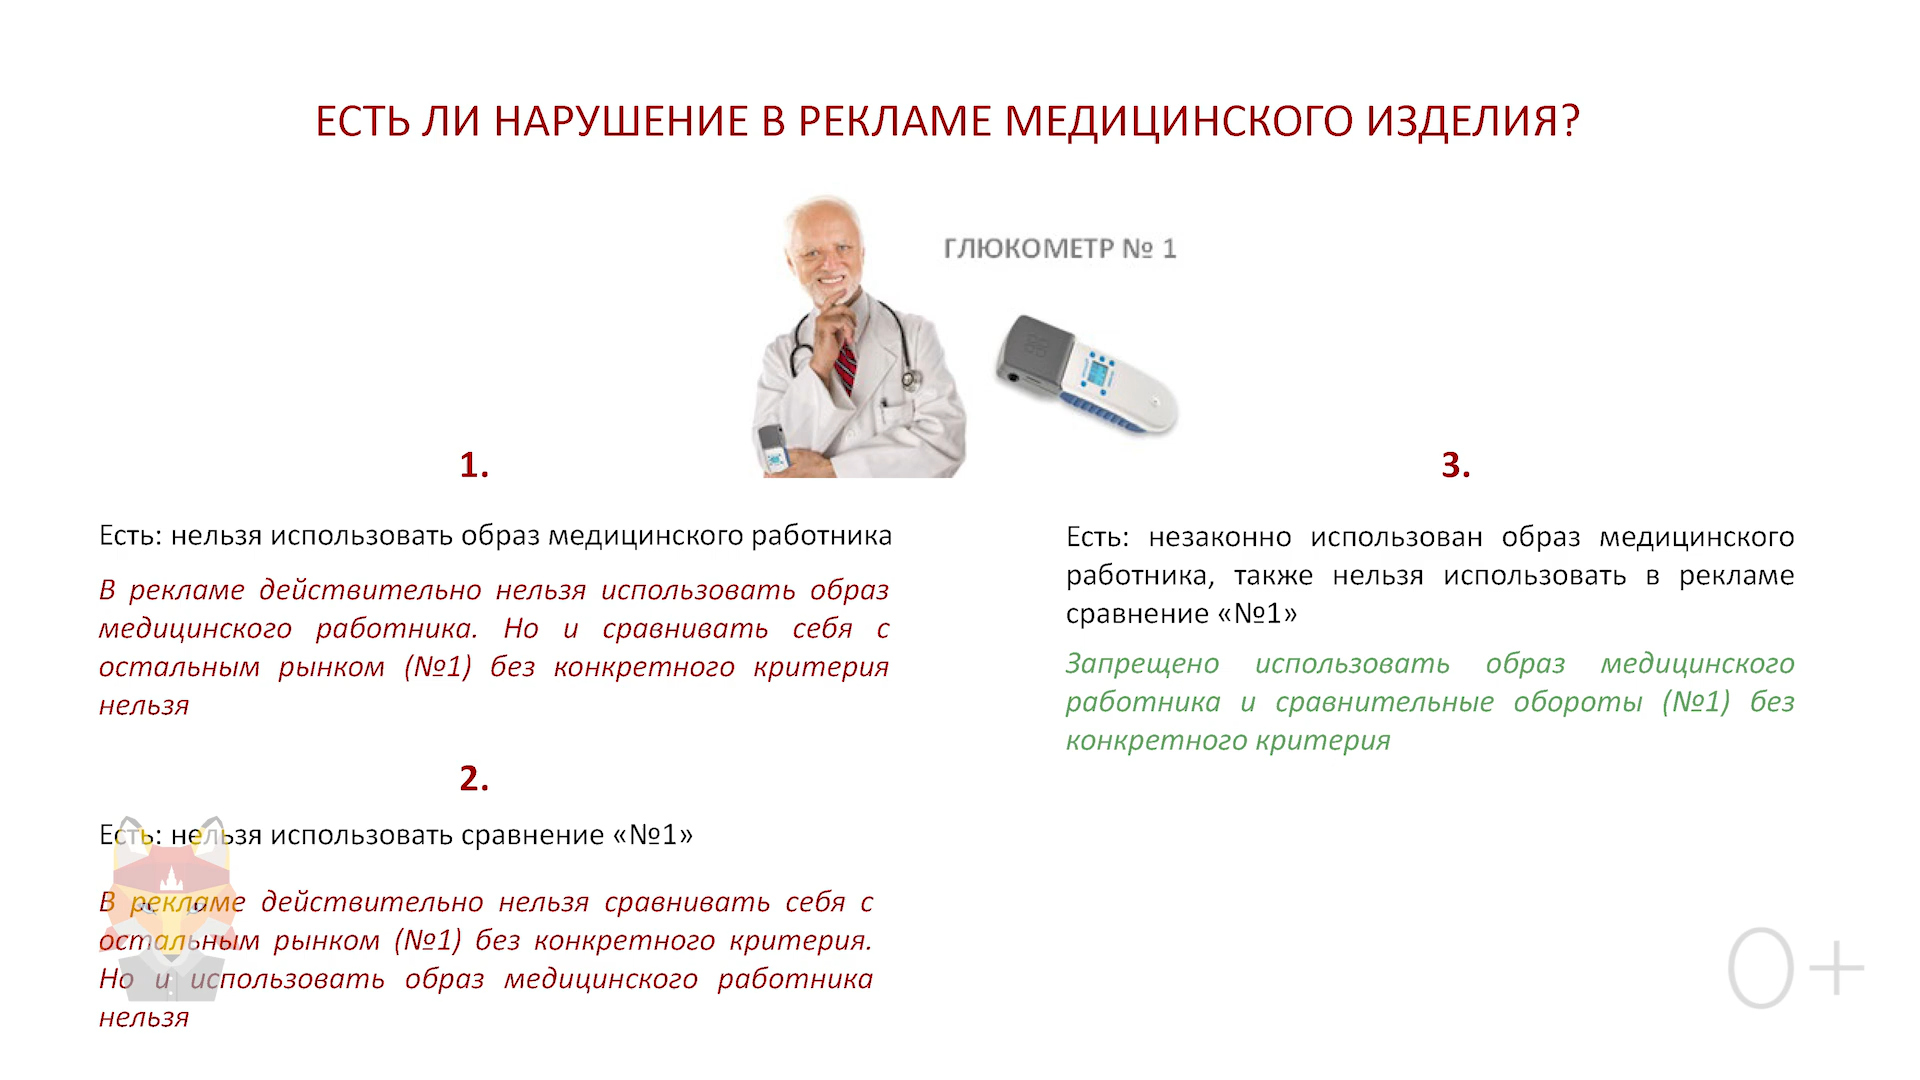 ЕСТЬ ЛИ НАРУШЕНИЕ В РЕКЛАМЕ МЕДИЦИНСКОГО ИЗДЕЛИЯ?
ГЛЮКОМЕТР № 1
1.
Есть: нельзя использовать образ медицинского работника
В рекламе действительно нельзя использовать образ
медицинского работника. Но и сравнивать себя с
остальным рынком (№1) без конкретного критерия
нельзя
2.
Есть: нельзя использовать сравнение «№1»
В рекламе действительно нельзя сравнивать себя с
остальным рынком (№1) без конкретного критерия.
Но и использовать образ медицинского работника
нельзя
3.
Есть: незаконно использован образ медицинского
работника, также нельзя использовать в рекламе
сравнение «№1»
Запрещено использовать образ медицинского
работника и сравнительные обороты (№1) без
конкретного критерия
0+